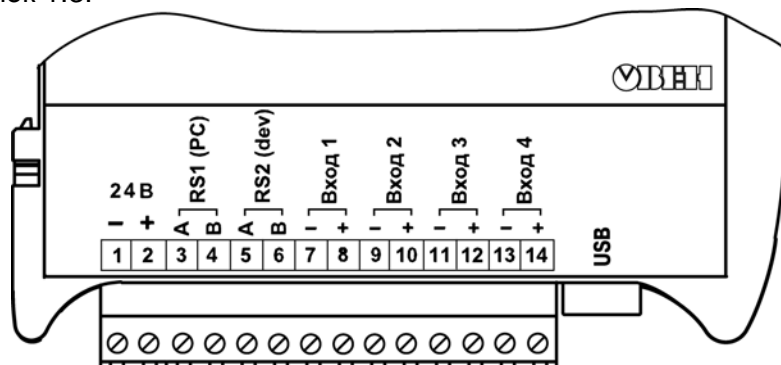 ОВЕН
24В
RS1 (PC)
RS2 (dev)
Вход 1
Вход 2
Вход 3
Вход 4
− + A B A B − + − + − + − +
1 2 3 4 5 6 7 8 9 10 11 12 13 14
USB